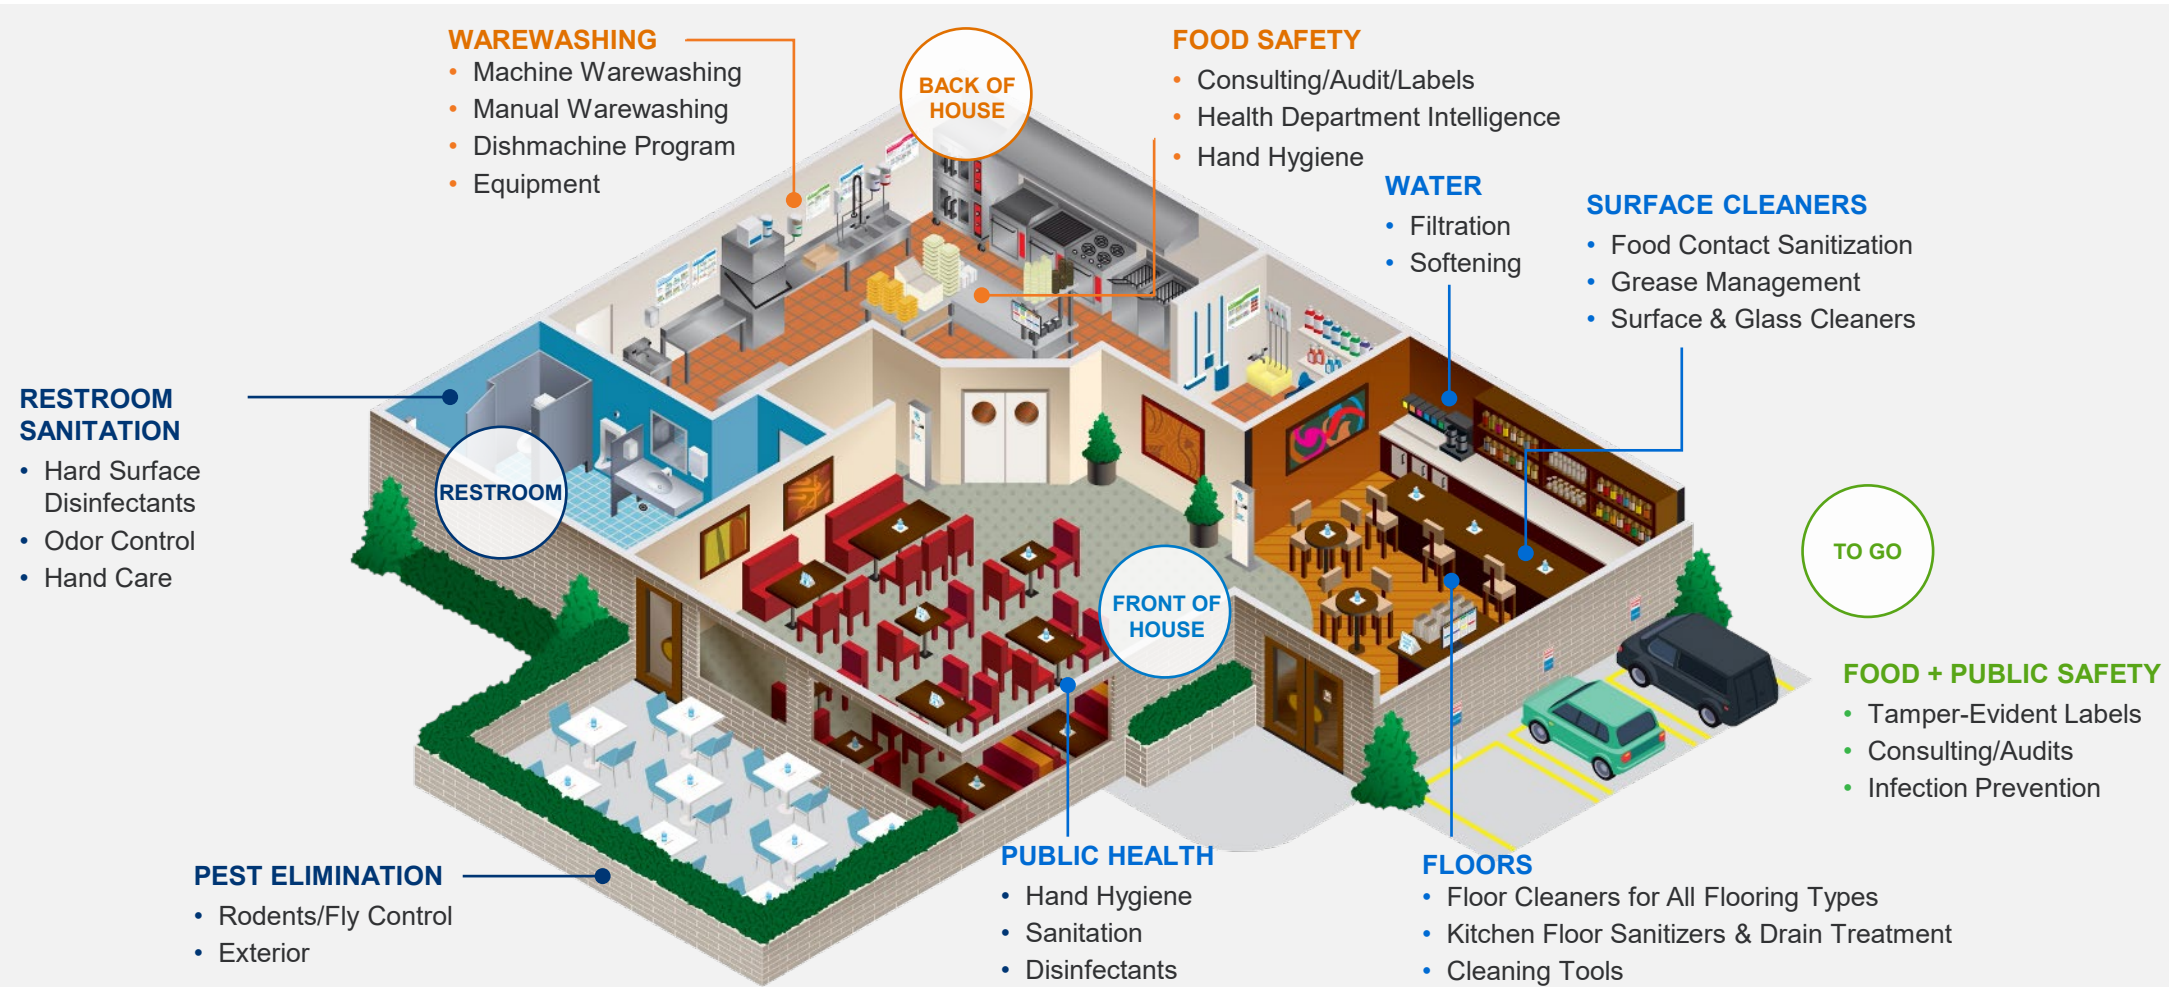 WAREWASHING
• Machine Warewashing
• Manual Warewashing
• Dishmachine Program
• Equipment
BACK OF
HOUSE
FOOD SAFETY
• Consulting/Audit/Labels
• Health Department Intelligence
• Hand Hygiene
WATER
• Filtration
• Softening
SURFACE CLEANERS
• Food Contact Sanitization
• Grease Management
• Surface & Glass Cleaners
RESTROOM
SANITATION
• Hard Surface
Disinfectants
• Odor Control
• Hand Care
RESTROOM
FRONT OF
HOUSE
TO GO
FOOD + PUBLIC SAFETY
• Tamper-Evident Labels
• Consulting/Audits
• Infection Prevention
PEST ELIMINATION
• Rodents/Fly Control
• Exterior
PUBLIC HEALTH
• Hand Hygiene
• Sanitation
• Disinfectants
FLOORS
• Floor Cleaners for All Flooring Types
• Kitchen Floor Sanitizers & Drain Treatment
• Cleaning Tools